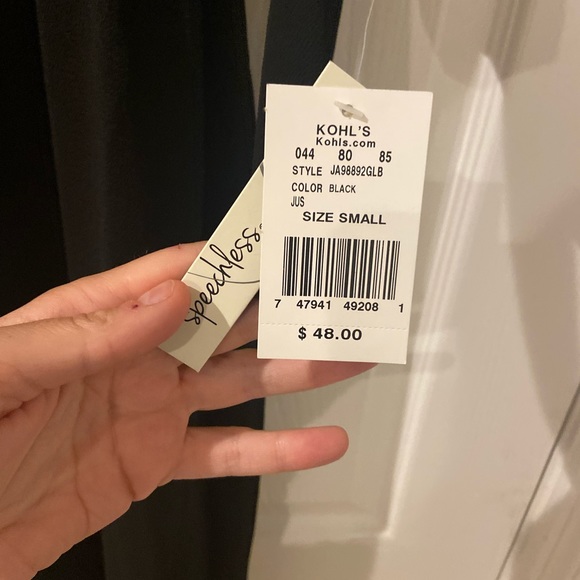 KOHL'S
Kohls.com
044 80 85
STYLE JA98892GLB
COLOR BLACK
JUS
SIZE SMALL
7 47941 49208 1
$ 48.00
speechless